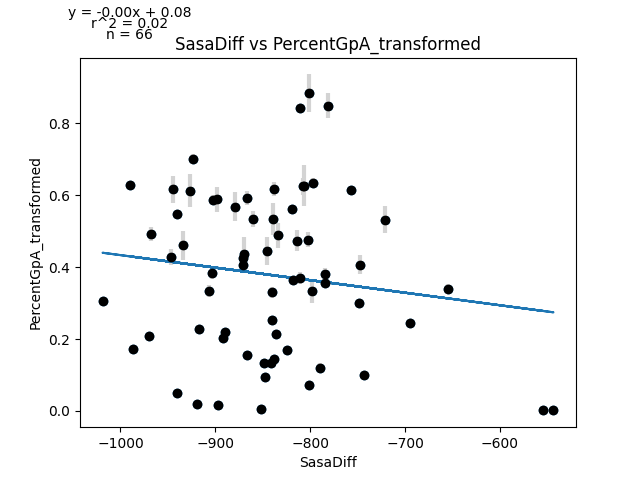 y = -0.00x + 0.08
r^2 = 0.02
n = 66
SasaDiff vs PercentGpA_transformed
PercentGpA_transformed
0.8
0.6
0.4
0.2
0.0
−1000 −900 −800 −700 −600
SasaDiff